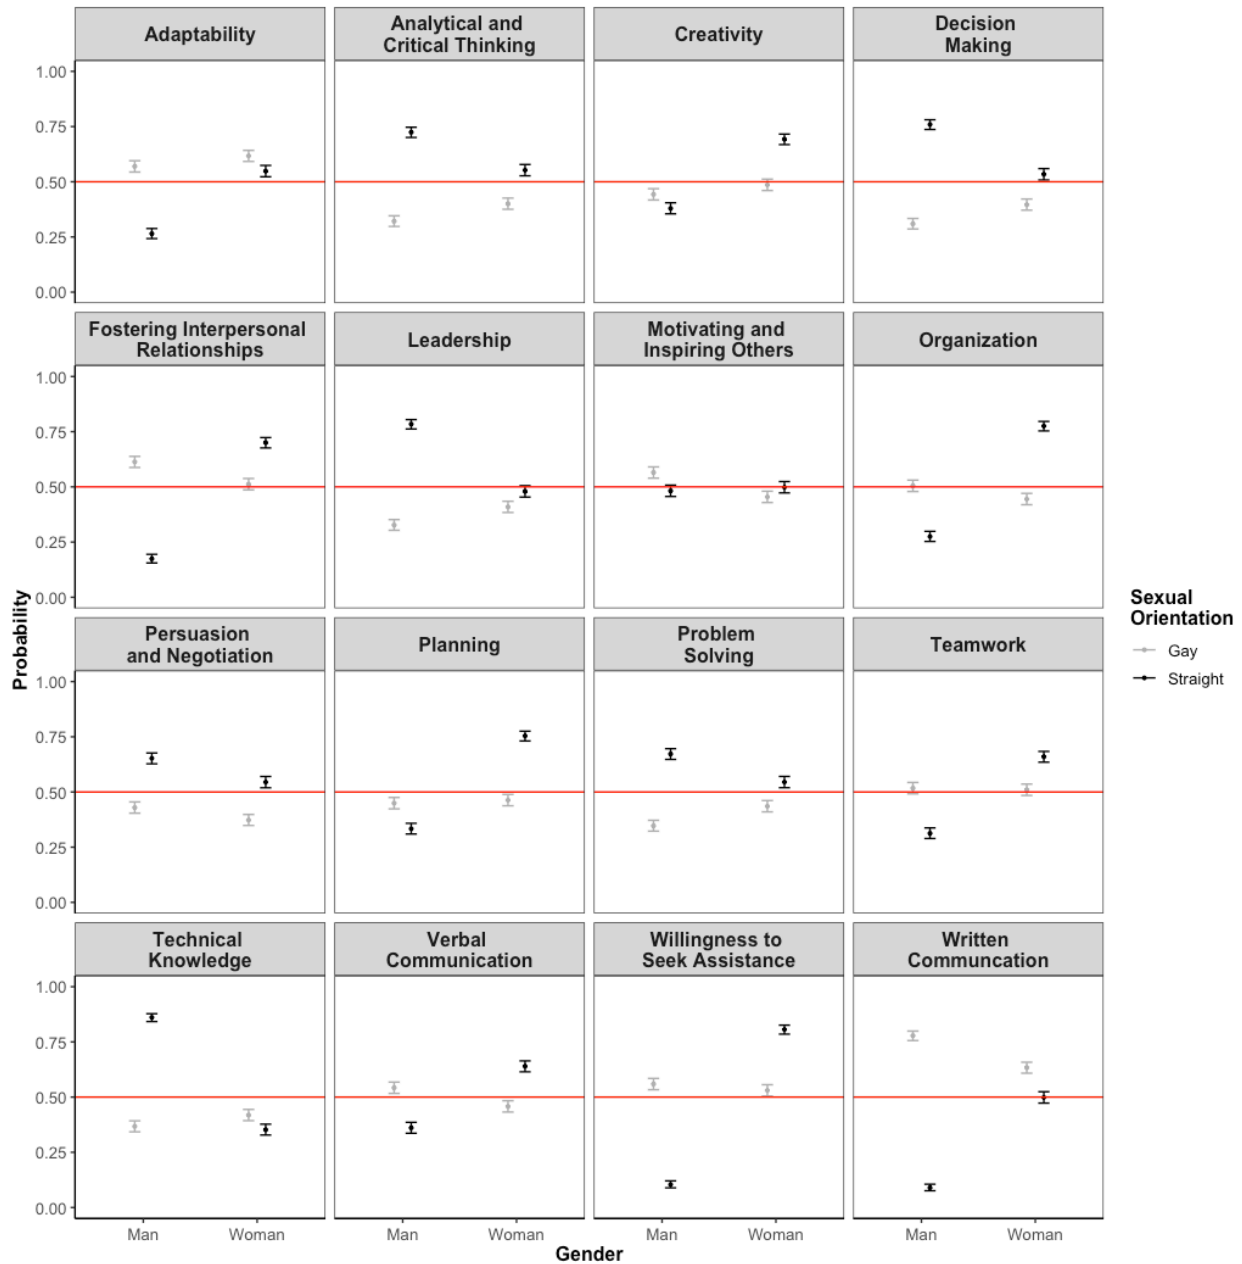 Adaptability
Analytical and
Critical Thinking
Creativity
Decision
Making
1.00
0.75
0.50
0.25
0.00
Fostering Interpersonal
Relationships
Leadership
Motivating and
Inspiring Others
Organization
1.00
0.75
0.50
0.25
0.00
Persuasion
and Negotiation
Planning
Problem
Solving
Teamwork
1.00
0.75
0.50
0.25
0.00
Technical
Knowledge
Verbal
Communication
Willingness to
Seek Assistance
Written
Communcation
1.00
0.75
0.50
0.25
0.00
Man Woman
Man Woman
Man Woman
Man Woman
Gender
Probability
Sexual
Orientation
Gay
Straight